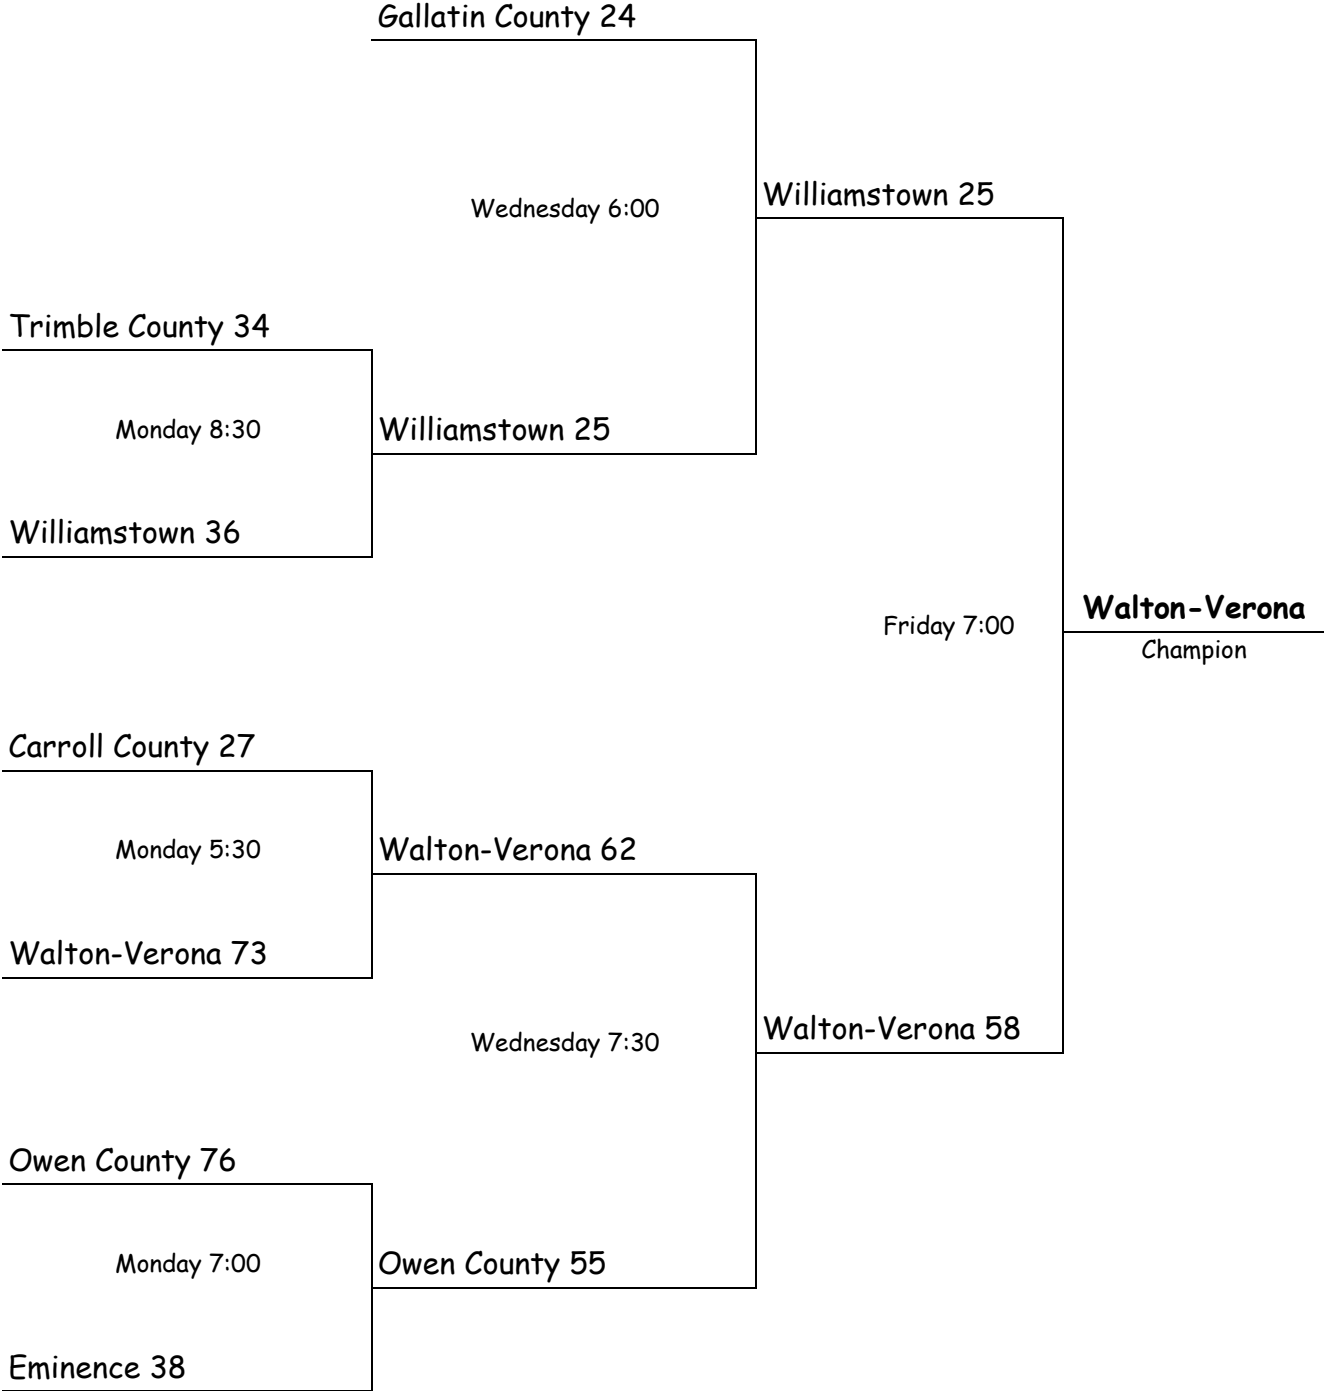 Gallatin County 24
Wednesday 6:00
Williamstown 25
Trimble County 34
Monday 8:30
Williamstown 25
Williamstown 36
Friday 7:00
Walton-Verona
Champion
Carroll County 27
Monday 5:30
Walton-Verona 62
Walton-Verona 73
Wednesday 7:30
Walton-Verona 58
Owen County 76
Monday 7:00
Owen County 55
Eminence 38